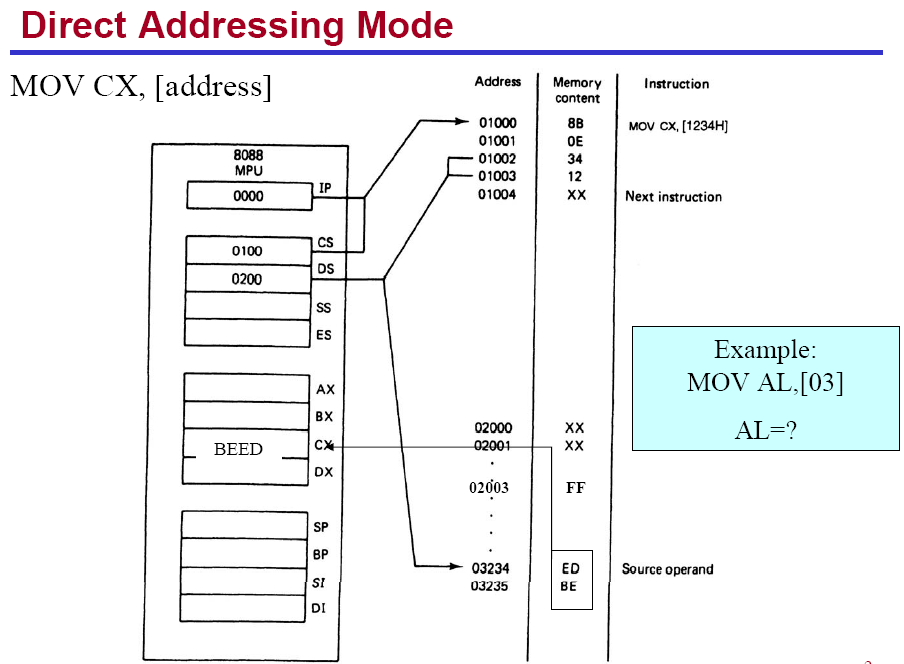 Direct Addressing Mode
MOV CX, [address]
Address
Memory
content
Instruction
01000 8B MOV CX, [1234H]
01001 0E
01002 34
01003 12
01004 XX Next instruction
8088
MPU
0000 IP
0100 CS
0200 DS
SS
ES
AX
BX
BEED CX
DX
SP
BP
SI
DI
02000 XX
02001 XX
02003 FF
03234 ED Source operand
03235 BE
Example:
MOV AL,[03]
AL=?